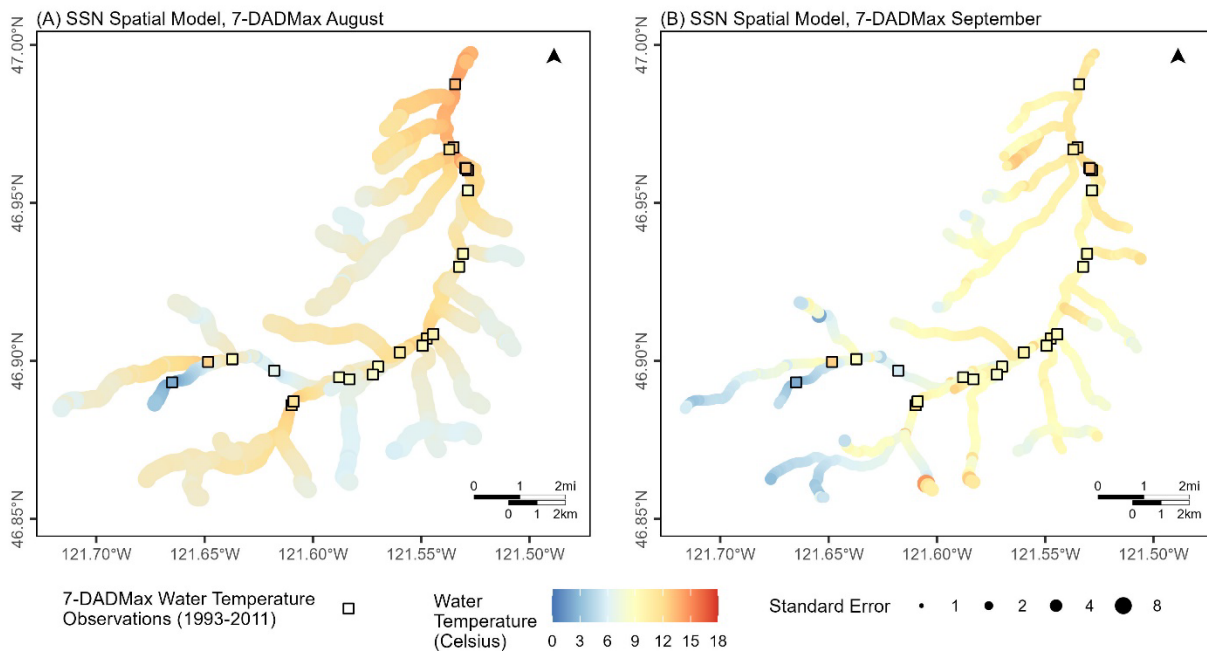 (A) SSN Spatial Model, 7-DADMax August
(B) SSN Spatial Model, 7-DADMax September
47.00°N
46.95°N
46.90°N
46.85°N
47.00°N
46.95°N
46.90°N
46.85°N
0 1 2mi
0 1 2km
0 1 2mi
0 1 2km
121.70°W 121.65°W 121.60°W 121.55°W 121.50°W
121.70°W 121.65°W 121.60°W 121.55°W 121.50°W
7-DADMax Water Temperature
Observations (1993-2011)
Water
Temperature
(Celsius)
0 3 6 9 12 15 18
Standard Error 1 2 4 8